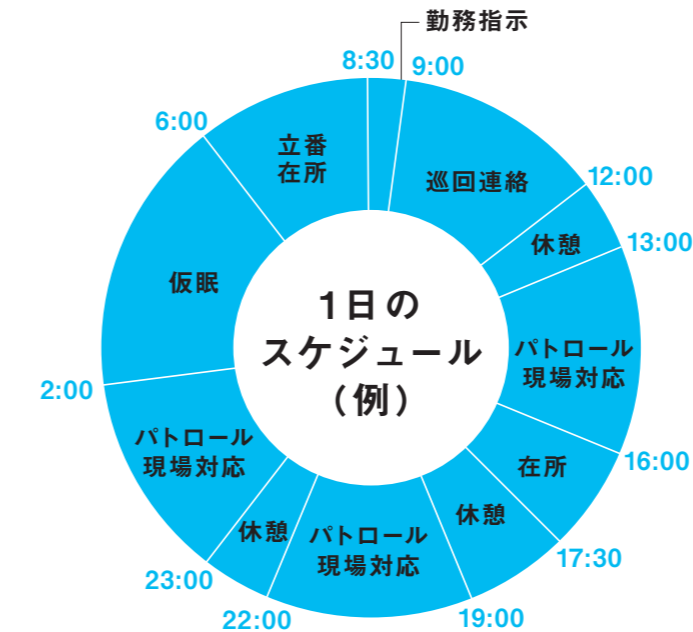 勤務指示
8:30
9:00
巡回連絡
12:00
休憩
13:00
パトロール
現場対応
16:00
在所
17:30
休憩
19:00
パトロール
現場対応
22:00
休憩
23:00
パトロール
現場対応
2:00
仮眠
6:00
立番
在所
1日の
スケジュール
（例）